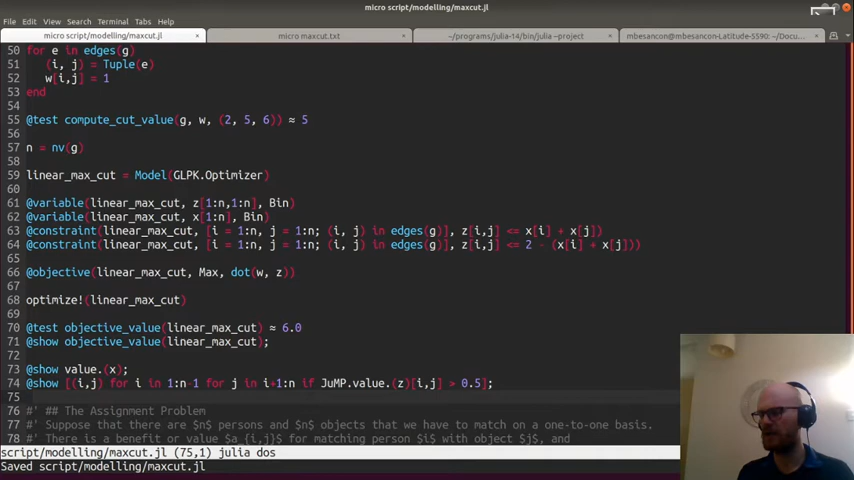 micro script/modelling/maxcut.jl
File Edit View Search Terminal Tabs Help
micro script/modelling/maxcut.jl × micro maxcut.txt × ~/programs/julia-14/bin/julia --project × mbesancon@mbesancon-Latitude-5590: ~/Docu... ×
50 for e in edges(g)
51 (i, j) = Tuple(e)
52 w[i,j] = 1
53 end
54
55 @test compute_cut_value(g, w, (2, 5, 6)) ≈ 5
56
57 n = nv(g)
58
59 linear_max_cut = Model(GLPK.Optimizer)
60
61 @variable(linear_max_cut, z[1:n,1:n], Bin)
62 @variable(linear_max_cut, x[1:n], Bin)
63 @constraint(linear_max_cut, [i = 1:n, j = 1:n; (i, j) in edges(g)], z[i,j] <= x[i] + x[j])
64 @constraint(linear_max_cut, [i = 1:n, j = 1:n; (i, j) in edges(g)], z[i,j] <= 2 - (x[i] + x[j]))
65
66 @objective(linear_max_cut, Max, dot(w, z))
67
68 optimize!(linear_max_cut)
69
70 @test objective_value(linear_max_cut) ≈ 6.0
71 @show objective_value(linear_max_cut);
72
73 @show value.(x);
74 @show [(i,j) for i in 1:n-1 for j in i+1:n if JuMP.value.(z)[i,j] > 0.5];
75
76 #' ## The Assignment Problem
77 #' Suppose that there are $n$ persons and $n$ objects that we have to match on a one-to-one basis.
78 #' There is a benefit or value $a_{i,j}$ for matching person $i$ with object $j$, and
script/modelling/maxcut.jl (75,1) julia dos
Saved script/modelling/maxcut.jl